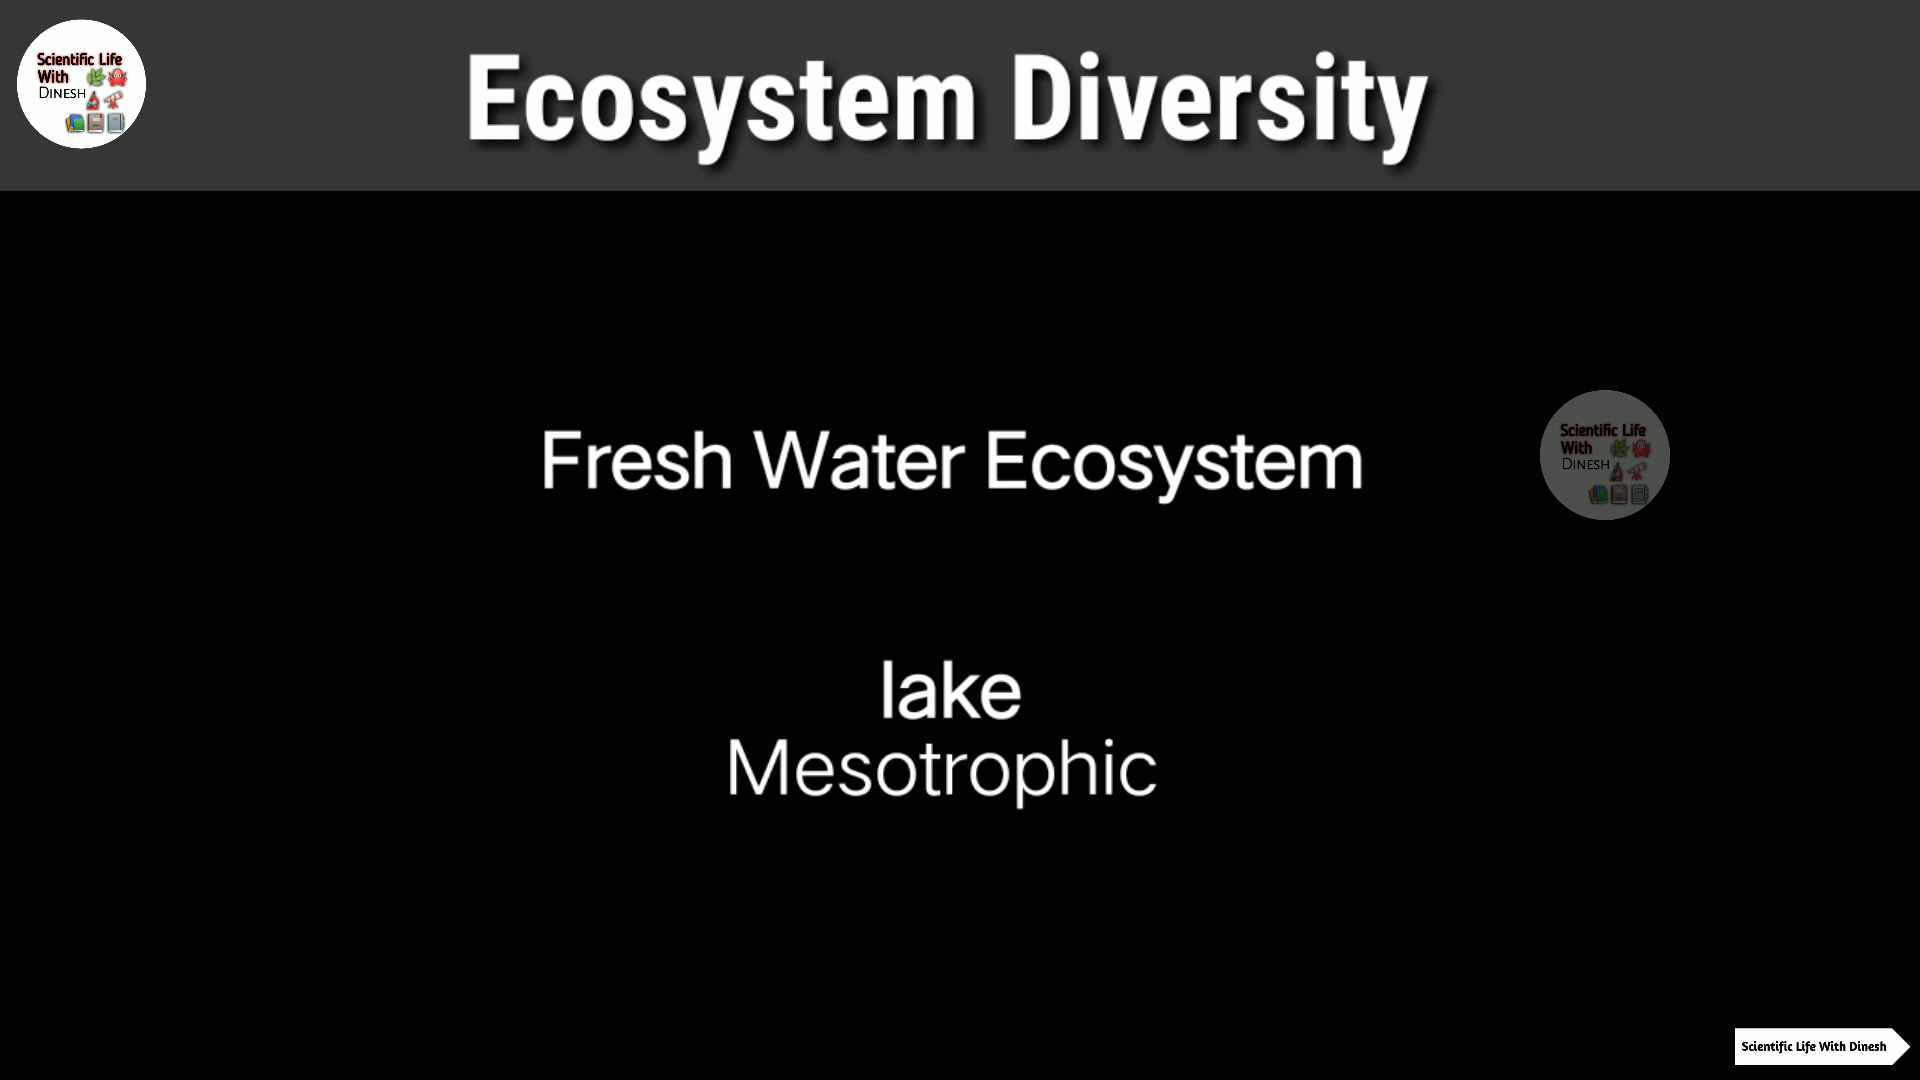 Scientific Life
With
DINESH
Ecosystem Diversity
Fresh Water Ecosystem
Scientific Life
With
DINESH
lake
Mesotrophic
Scientific Life With Dinesh